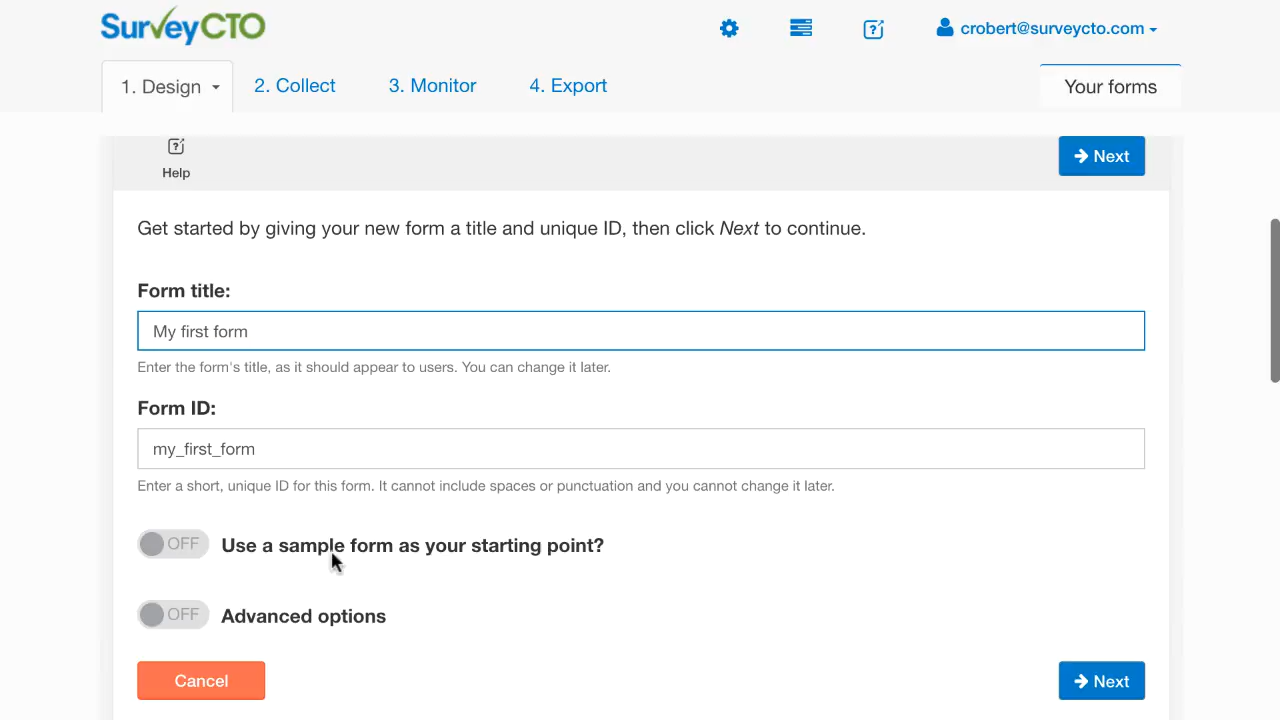 SurveyCTO
crobert@surveycto.com
1. Design
2. Collect
3. Monitor
4. Export
Your forms
Help
Next
Get started by giving your new form a title and unique ID, then click Next to continue.
Form title:
My first form
Enter the form's title, as it should appear to users. You can change it later.
Form ID:
my_first_form
Enter a short, unique ID for this form. It cannot include spaces or punctuation and you cannot change it later.
OFF Use a sample form as your starting point?
OFF Advanced options
Cancel
Next